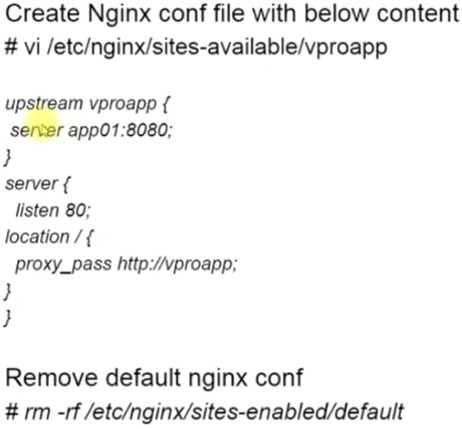 Create Nginx conf file with below content
# vi /etc/nginx/sites-available/vproapp
upstream vproapp {
server app01:8080;
}
server {
listen 80;
location / {
proxy_pass http://vproapp;
}
}
Remove default nginx conf
# rm -rf /etc/nginx/sites-enabled/default